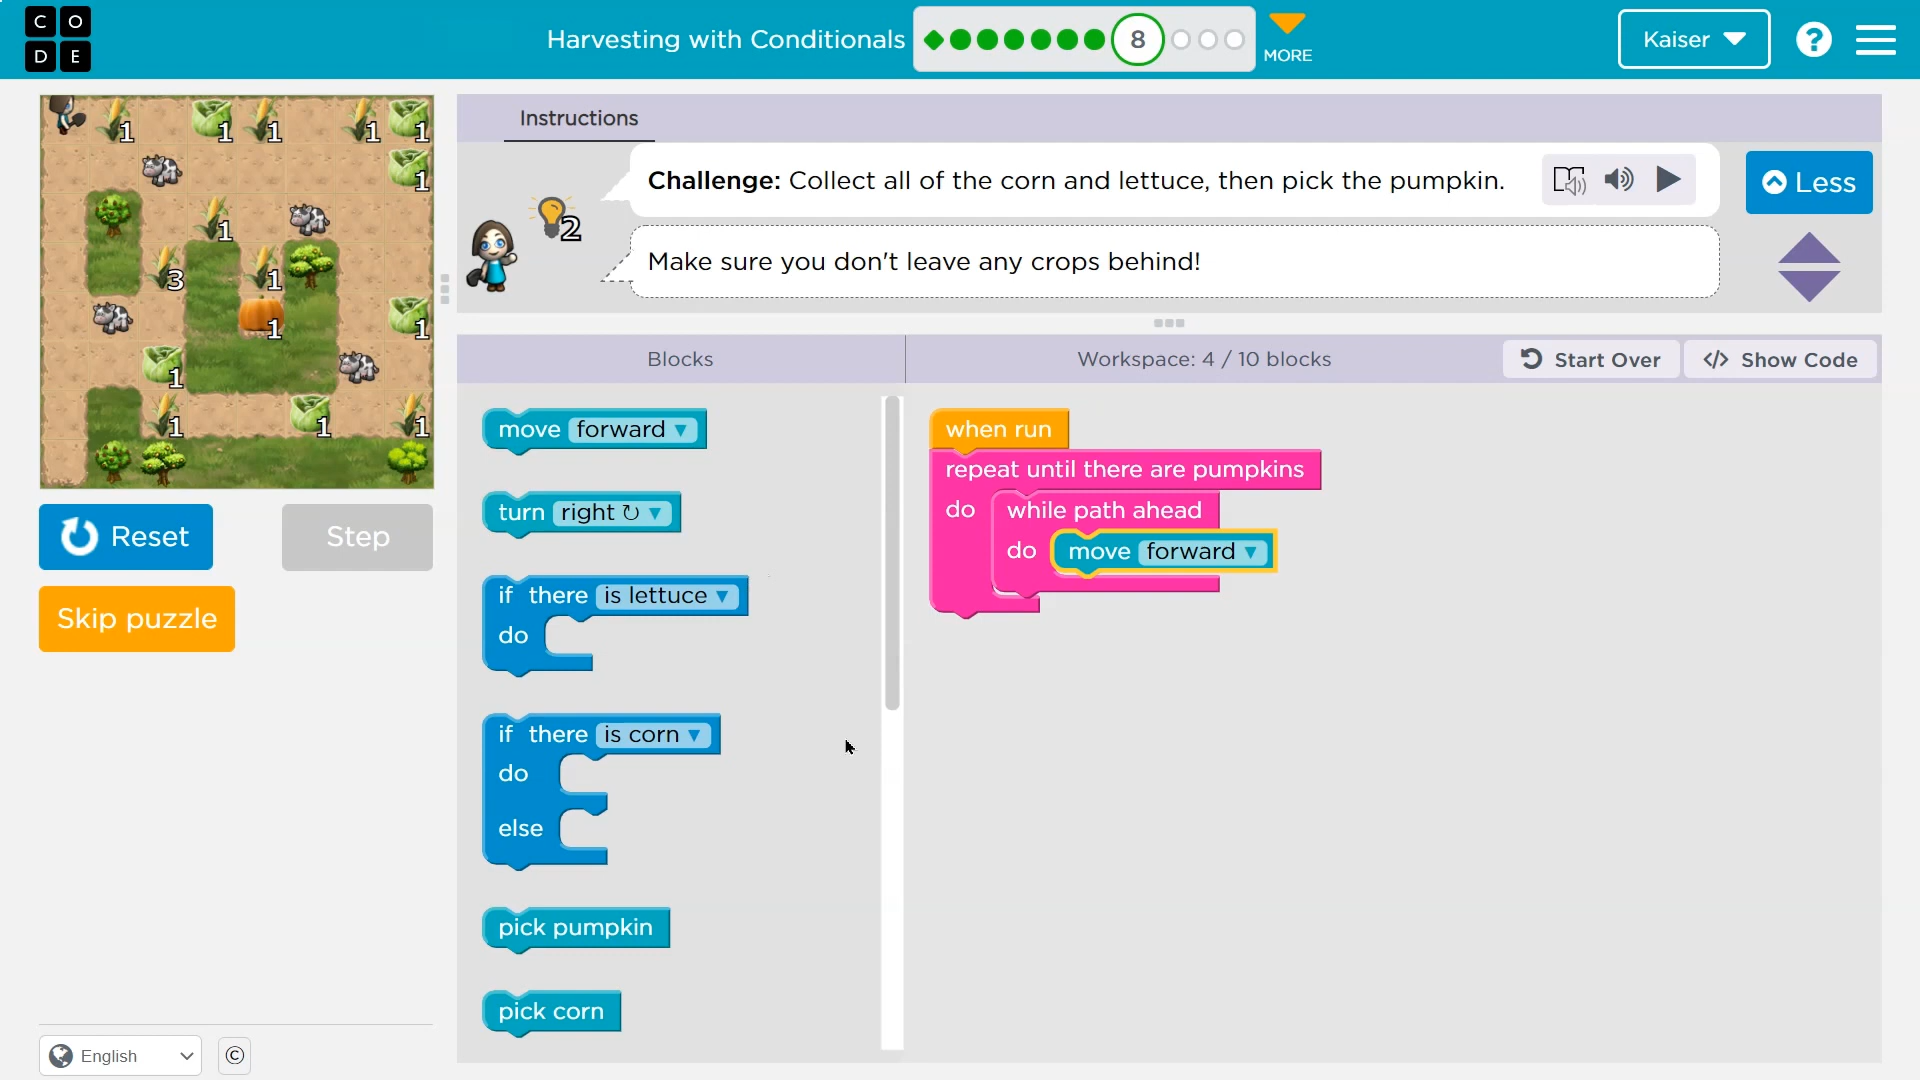 C O
D E
Harvesting with Conditionals
8
MORE
Kaiser
?
1 1 1 1 1
1
1
3 1
1 1
1
1 1 1
Reset
Step
Skip puzzle
English
©
Instructions
2
Challenge: Collect all of the corn and lettuce, then pick the pumpkin.
Make sure you don't leave any crops behind!
Less
Blocks
Workspace: 4 / 10 blocks
Start Over
</> Show Code
move forward ▼
turn right ↻ ▼
if there is lettuce ▼
do
if there is corn ▼
do
else
pick pumpkin
pick corn
when run
repeat until there are pumpkins
do while path ahead
do move forward ▼